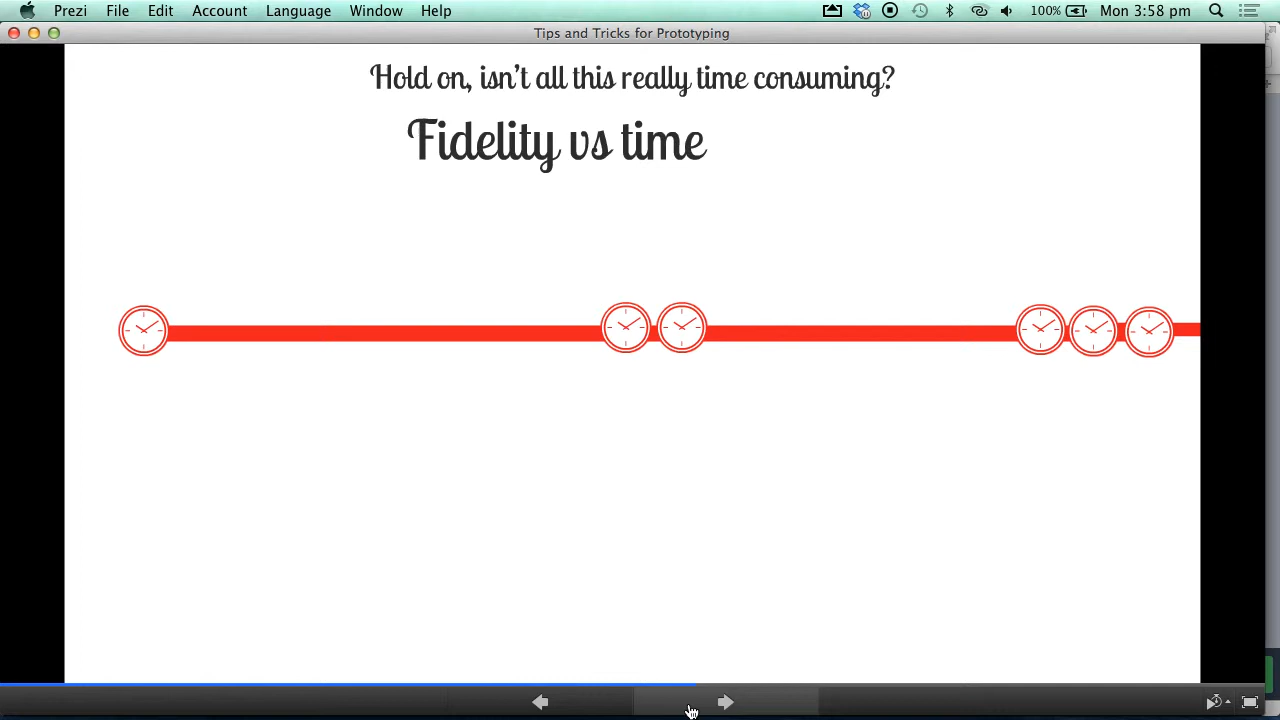 Prezi File Edit Account Language Window Help 100% Mon 3:58 pm
Tips and Tricks for Prototyping
Hold on, isn't all this really time consuming?
Fidelity vs time